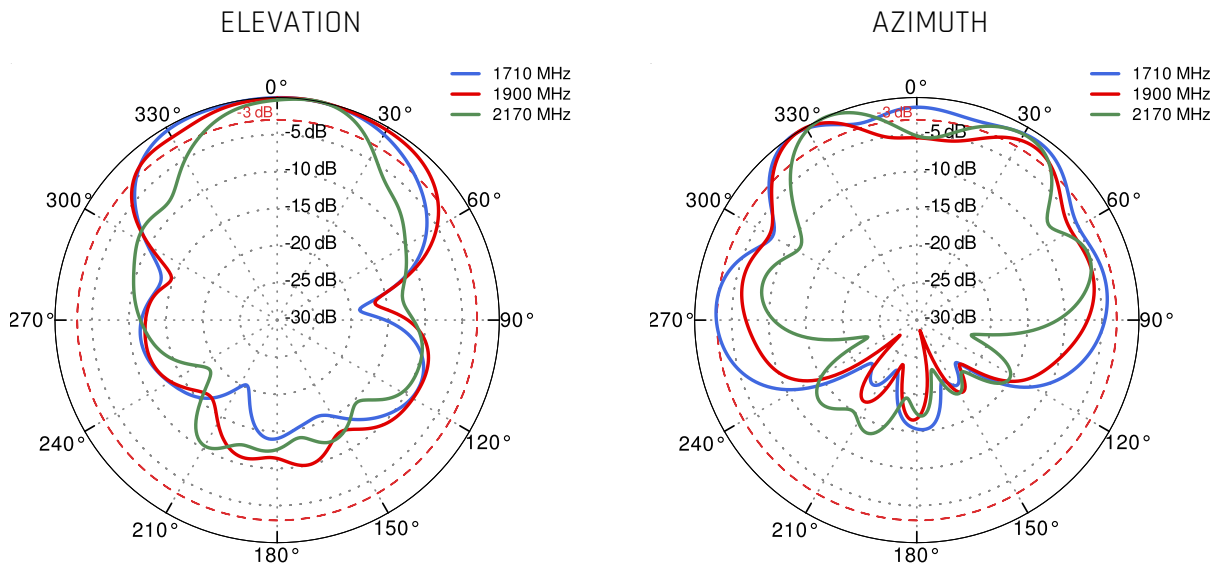 ELEVATION
1710 MHz
1900 MHz
2170 MHz
0°
330°
-3 dB
30°
-5 dB
-10 dB
300°
60°
-15 dB
-20 dB
-25 dB
270°
-30 dB
90°
240°
120°
210°
150°
180°
AZIMUTH
1710 MHz
1900 MHz
2170 MHz
0°
330°
-3 dB
30°
-5 dB
-10 dB
300°
60°
-15 dB
-20 dB
-25 dB
270°
-30 dB
90°
240°
120°
210°
150°
180°